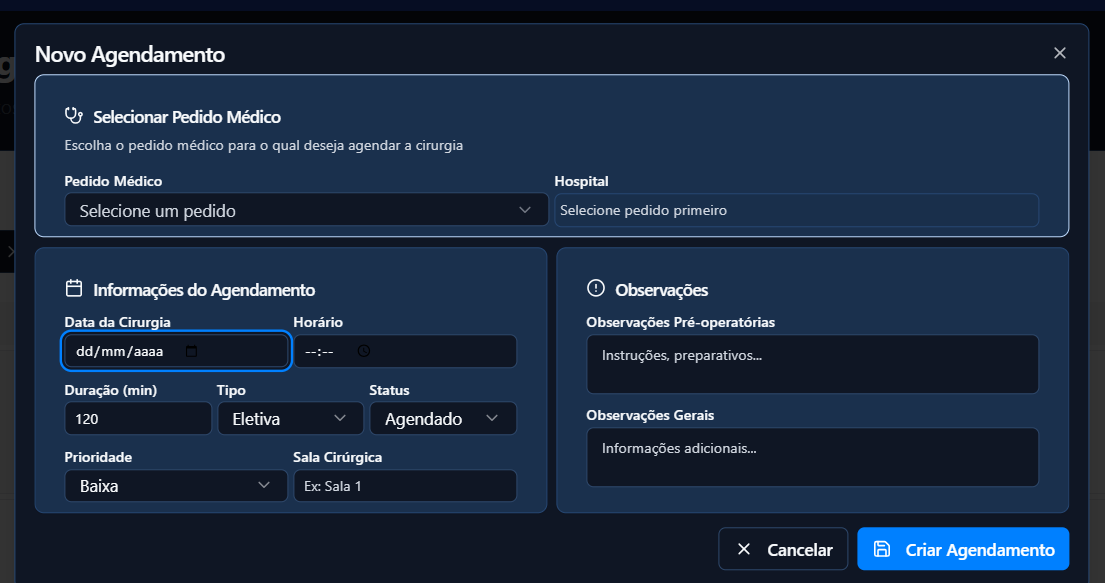 Novo Agendamento
Selecionar Pedido Médico
Escolha o pedido médico para o qual deseja agendar a cirurgia
Pedido Médico
Hospital
Selecione um pedido
Selecione pedido primeiro
Informações do Agendamento
Data da Cirurgia
Horário
dd/mm/aaaa
--:--
Duração (min)
Tipo
Status
120
Eletiva
Agendado
Prioridade
Sala Cirúrgica
Baixa
Ex: Sala 1
Observações
Observações Pré-operatórias
Instruções, preparativos...
Observações Gerais
Informações adicionais...
Cancelar
Criar Agendamento